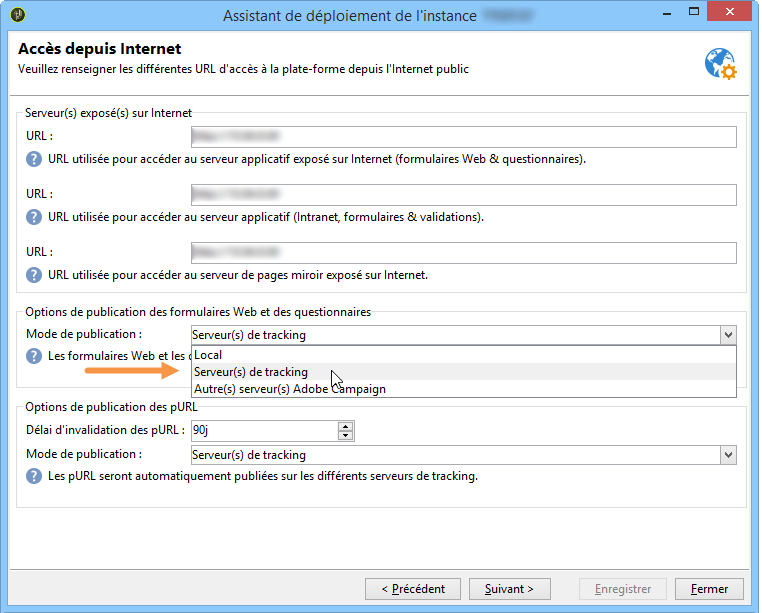 Assistant de déploiement de l'instance
Accès depuis Internet
Veuillez renseigner les différentes URL d'accès à la plate-forme depuis l'Internet public
Serveur(s) exposé(s) sur Internet
URL :
? URL utilisée pour accéder au serveur applicatif exposé sur Internet (formulaires Web & questionnaires).
URL :
? URL utilisée pour accéder au serveur applicatif (Intranet, formulaires & validations).
URL :
? URL utilisée pour accéder au serveur de pages miroir exposé sur Internet.
Options de publication des formulaires Web et des questionnaires
Mode de publication : Serveur(s) de tracking
? Les formulaires Web et les
Local
Serveur(s) de tracking
Autre(s) serveur(s) Adobe Campaign
Options de publication des pURL
Délai d'invalidation des pURL : 90j
Mode de publication : Serveur(s) de tracking
? Les pURL seront automatiquement publiées sur les différents serveurs de tracking.
< Précédent Suivant > Enregistrer Fermer